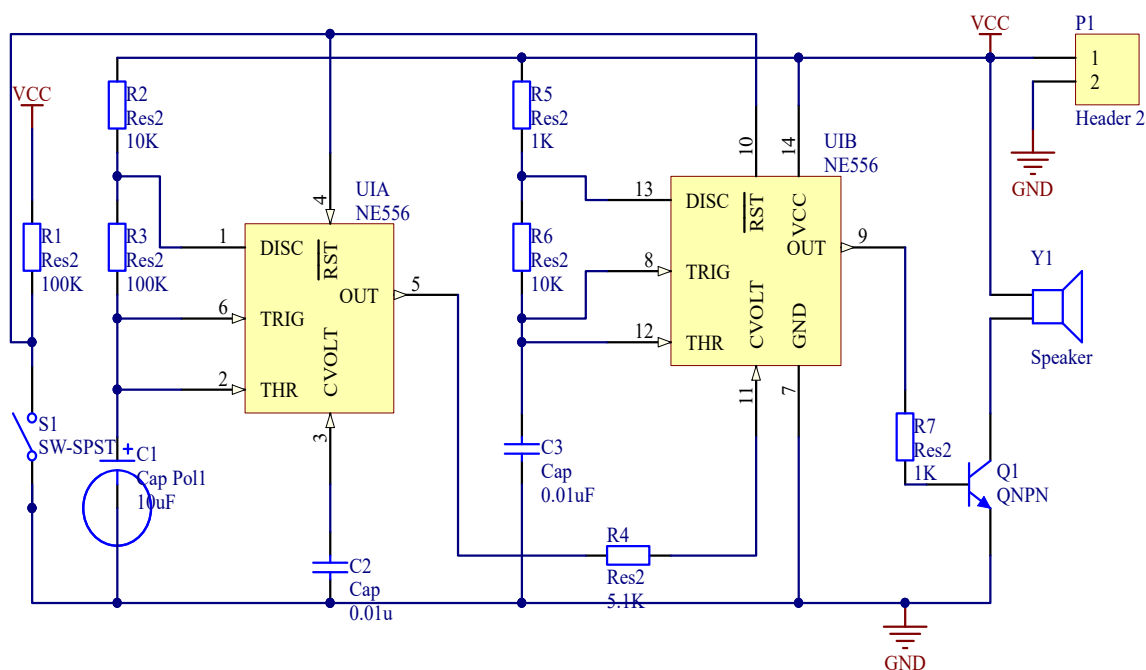 VCC
P1
1
2
Header 2
GND
VCC
R2
Res2
10K
R5
Res2
1K
10
14
UIB
NE556
4
UIA
NE556
13
DISC
RST
VCC
OUT
9
R1
Res2
100K
R3
Res2
100K
1
DISC
RST
R6
Res2
10K
8
TRIG
Y1
OUT
5
6
TRIG
CVOLT
12
THR
CVOLT
GND
Speaker
2
THR
11
7
S1
SW-SPST
+
C1
Cap Pol1
10uF
3
C3
Cap
0.01uF
R7
Res2
1K
Q1
QNPN
C2
Cap
0.01u
R4
Res2
5.1K
GND